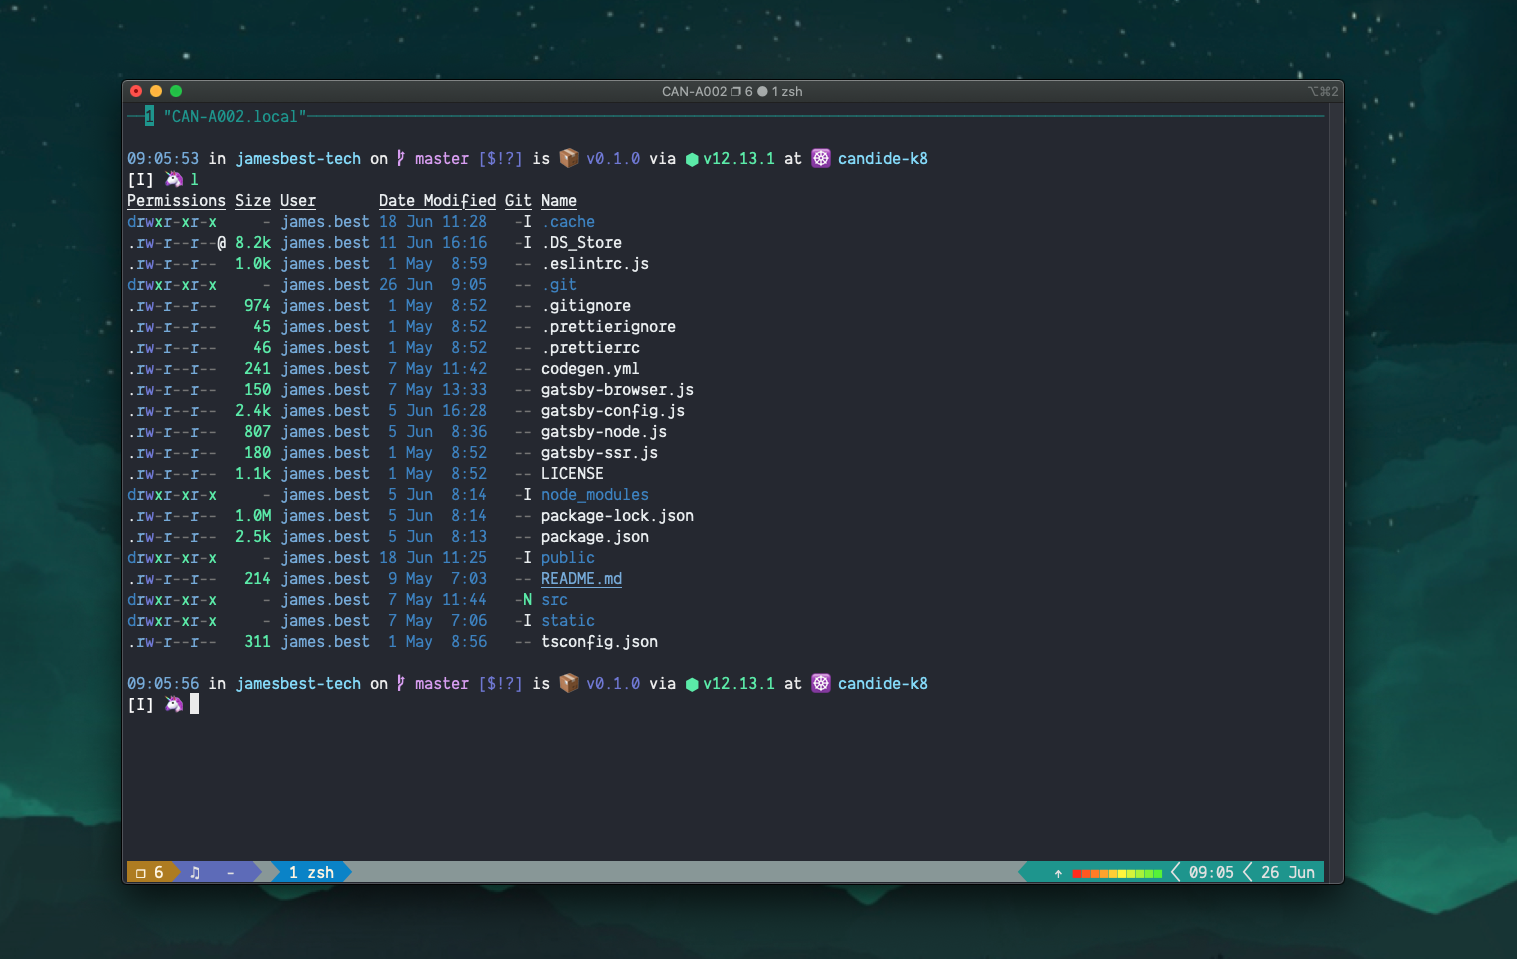 CAN-A002 ❐ 6 ● 1 zsh
⌥⌘2
1 "CAN-A002.local"
09:05:53 in jamesbest-tech on master [$!?] is 📦 v0.1.0 via ⬢ v12.13.1 at ☸ candide-k8
[I] 🦄 l
Permissions Size User Date Modified Git Name
drwxr-xr-x - james.best 18 Jun 11:28 -I .cache
.rw-r--r--@ 8.2k james.best 11 Jun 16:16 -I .DS_Store
.rw-r--r-- 1.0k james.best 1 May 8:59 -- .eslintrc.js
drwxr-xr-x - james.best 26 Jun 9:05 -- .git
.rw-r--r-- 974 james.best 1 May 8:52 -- .gitignore
.rw-r--r-- 45 james.best 1 May 8:52 -- .prettierignore
.rw-r--r-- 46 james.best 1 May 8:52 -- .prettierrc
.rw-r--r-- 241 james.best 7 May 11:42 -- codegen.yml
.rw-r--r-- 150 james.best 7 May 13:33 -- gatsby-browser.js
.rw-r--r-- 2.4k james.best 5 Jun 16:28 -- gatsby-config.js
.rw-r--r-- 807 james.best 5 Jun 8:36 -- gatsby-node.js
.rw-r--r-- 180 james.best 1 May 8:52 -- gatsby-ssr.js
.rw-r--r-- 1.1k james.best 1 May 8:52 -- LICENSE
drwxr-xr-x - james.best 5 Jun 8:14 -I node_modules
.rw-r--r-- 1.0M james.best 5 Jun 8:14 -- package-lock.json
.rw-r--r-- 2.5k james.best 5 Jun 8:13 -- package.json
drwxr-xr-x - james.best 18 Jun 11:25 -I public
.rw-r--r-- 214 james.best 9 May 7:03 -- README.md
drwxr-xr-x - james.best 7 May 11:44 -N src
drwxr-xr-x - james.best 7 May 7:06 -I static
.rw-r--r-- 311 james.best 1 May 8:56 -- tsconfig.json
09:05:56 in jamesbest-tech on master [$!?] is 📦 v0.1.0 via ⬢ v12.13.1 at ☸ candide-k8
[I] 🦄
❐ 6 ♫ - 1 zsh ↑ 09:05 26 Jun